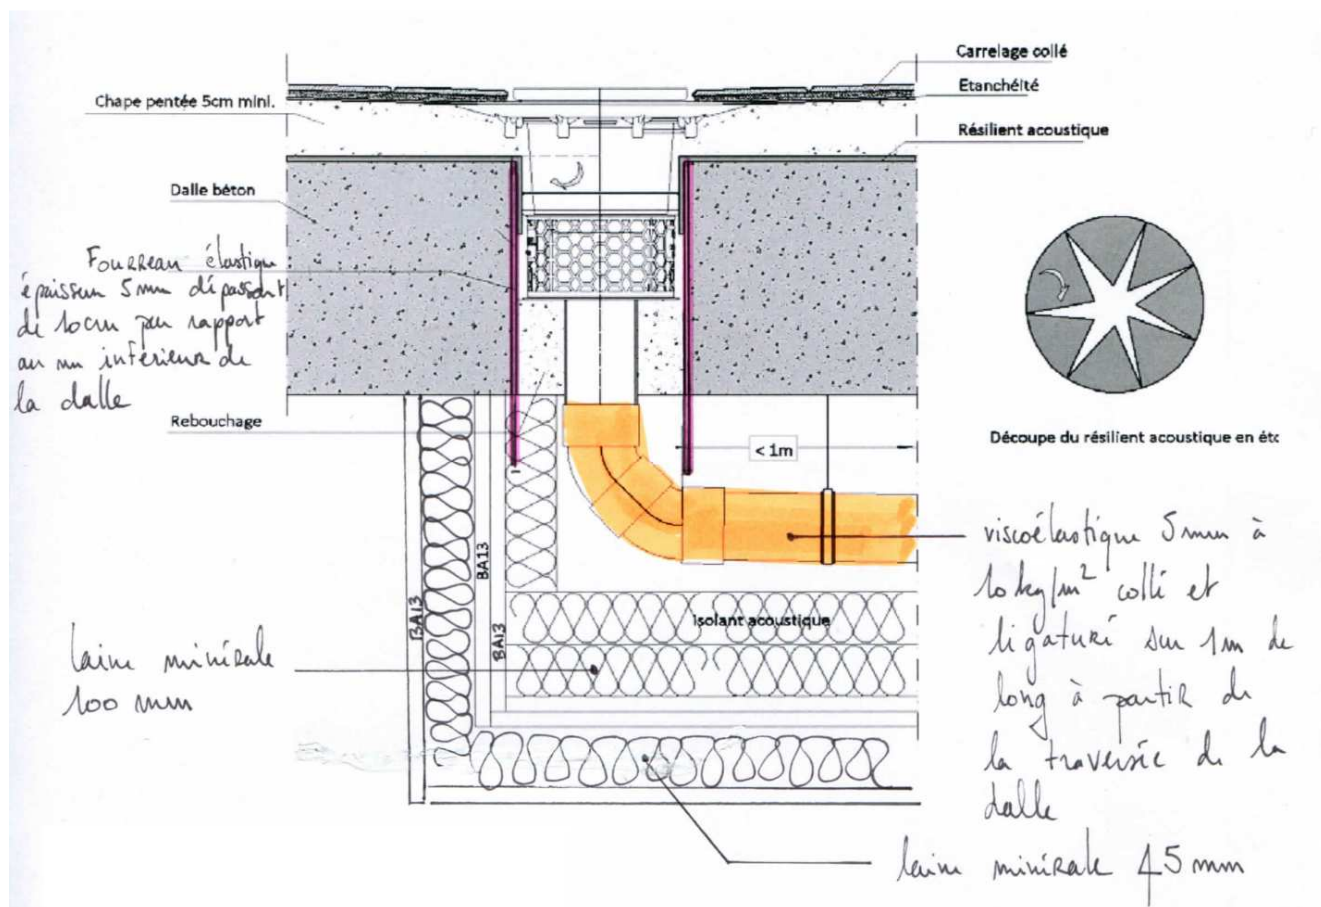 Carrelage collé
Etanchéité
Chape pentée 5cm mini.
Résilient acoustique
Dalle béton
Fourreau élastique
épaisseur 5mm dépassant
de 10cm par rapport
au nu inférieur de
la dalle
Rebouchage
< 1m
Découpe du résilient acoustique en étc
viscoélastique 5mm à
10kg/m² collé et
ligaturé sur 1m de
long à partir de
la traversée de la
dalle
BA13
BA13
BA13
Isolant acoustique
laine minérale
100 mm
laine minérale 45mm